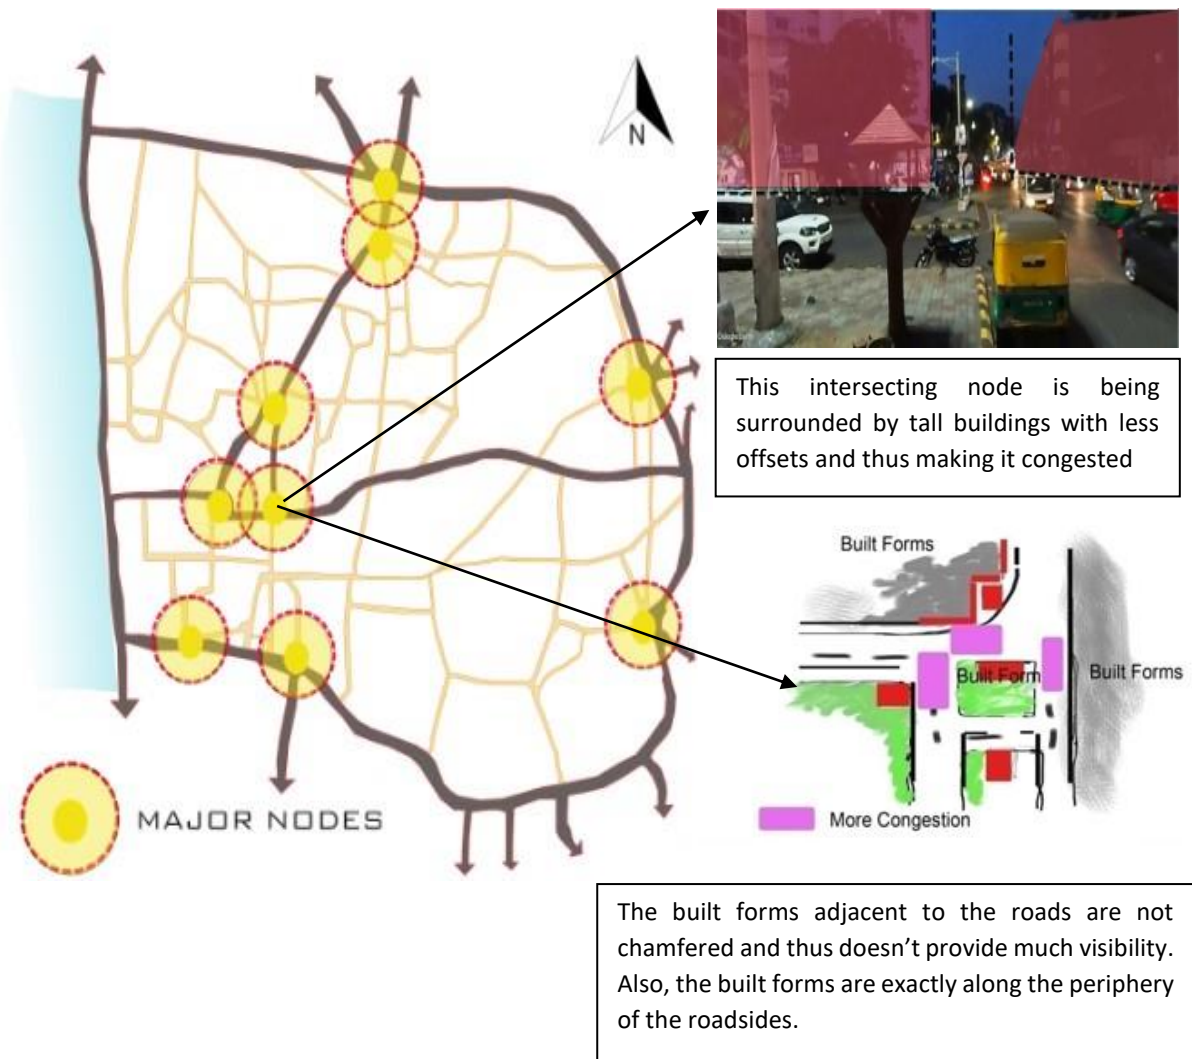 N
This intersecting node is being
surrounded by tall buildings with less
offsets and thus making it congested
Built Forms
Built Form
Built Forms
More Congestion
MAJOR NODES
The built forms adjacent to the roads are not
chamfered and thus doesn’t provide much visibility.
Also, the built forms are exactly along the periphery
of the roadsides.